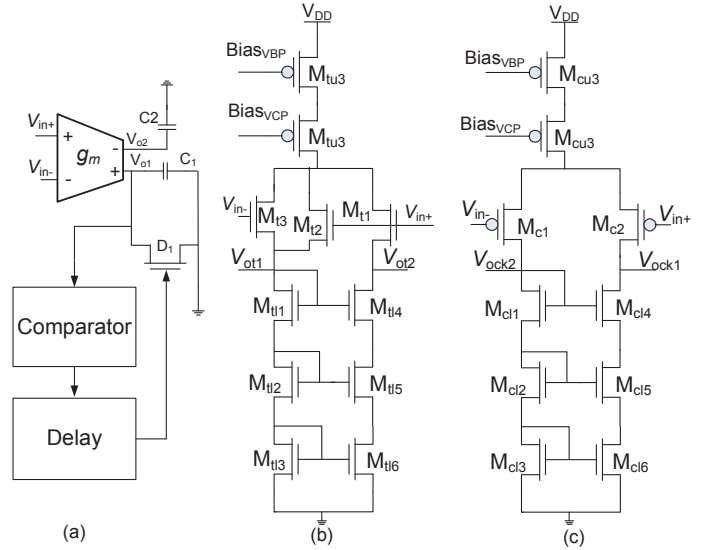 V_in+
V_in-
+
-
g_m
-
+
V_o2
V_o1
C2
C_1
D_1
Comparator
Delay
(a)
V_DD
Bias_VBP
M_tu3
Bias_VCP
M_tu3
V_in-
M_t3
M_t2
M_t1
V_in+
V_ot1
V_ot2
M_tl1
M_tl4
M_tl2
M_tl5
M_tl3
M_tl6
(b)
V_DD
Bias_VBP
M_cu3
Bias_VCP
M_cu3
V_in-
M_c1
M_c2
V_in+
V_ock2
V_ock1
M_cl1
M_cl4
M_cl2
M_cl5
M_cl3
M_cl6
(c)